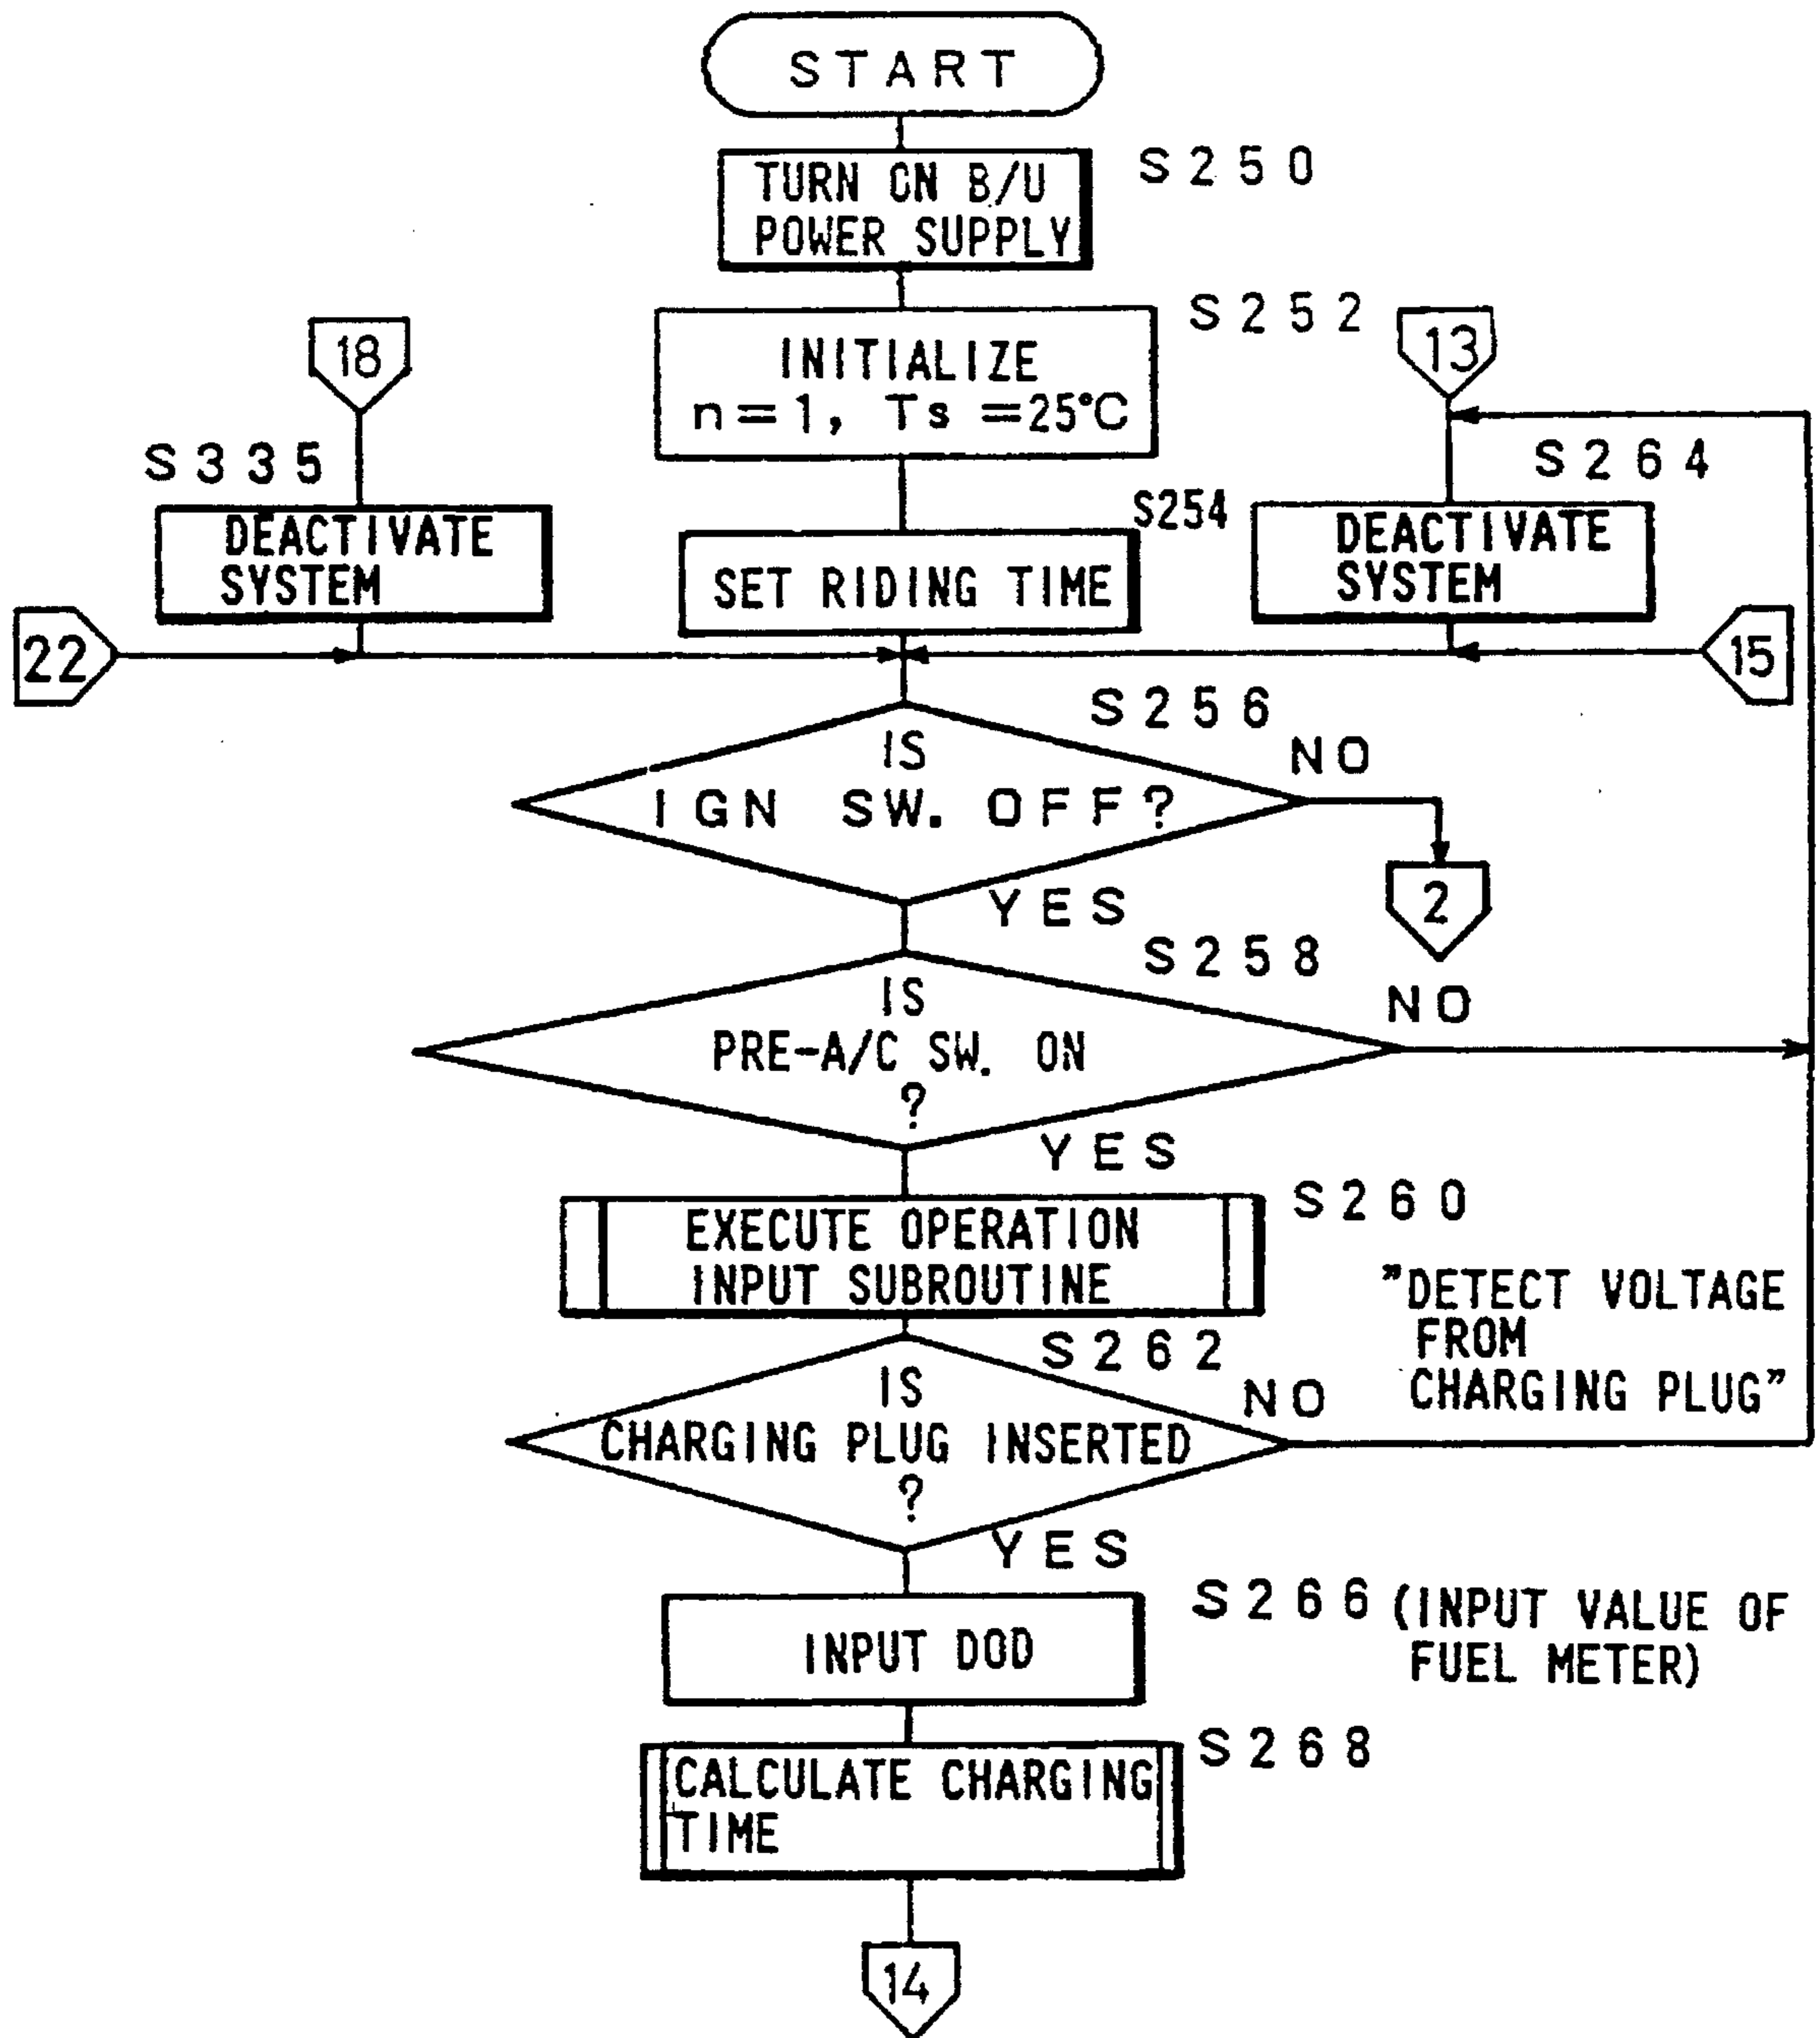 START
S250
TURN ON B/U
POWER SUPPLY
S252
INITIALIZE
n=1, Ts =25°C
18
13
S335
DEACTIVATE
SYSTEM
S254
SET RIDING TIME
S264
DEACTIVATE
SYSTEM
22
15
S256
IS
IGN SW. OFF?
NO
2
YES
S258
IS
PRE-A/C SW. ON
?
NO
YES
S260
EXECUTE OPERATION
INPUT SUBROUTINE
S262
IS
CHARGING PLUG INSERTED
?
NO
"DETECT VOLTAGE
FROM
CHARGING PLUG"
YES
S266 (INPUT VALUE OF
FUEL METER)
INPUT DOD
S268
CALCULATE CHARGING
TIME
14